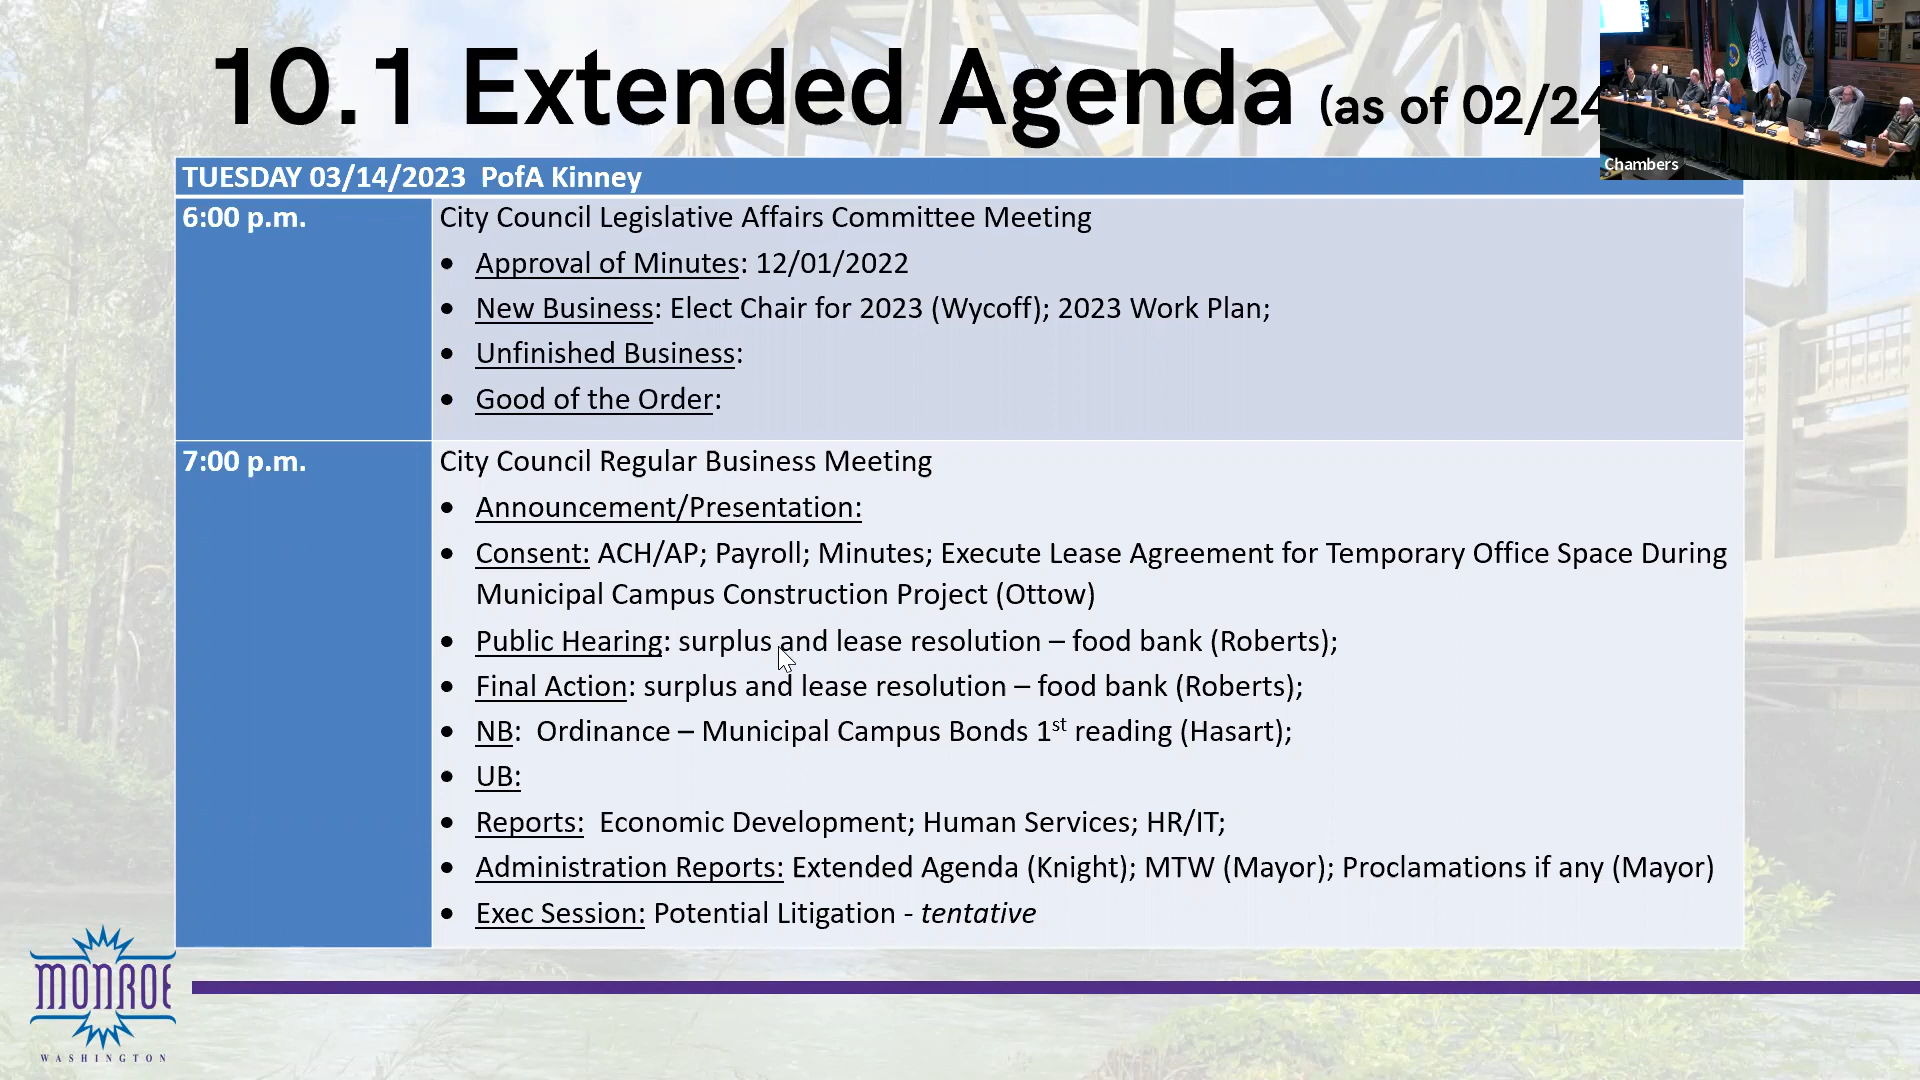 10.1 Extended Agenda (as of 02/24
Chambers
TUESDAY 03/14/2023  PofA Kinney
6:00 p.m.
City Council Legislative Affairs Committee Meeting
• Approval of Minutes: 12/01/2022
• New Business: Elect Chair for 2023 (Wycoff); 2023 Work Plan;
• Unfinished Business:
• Good of the Order:
7:00 p.m.
City Council Regular Business Meeting
• Announcement/Presentation:
• Consent: ACH/AP; Payroll; Minutes; Execute Lease Agreement for Temporary Office Space During
Municipal Campus Construction Project (Ottow)
• Public Hearing: surplus and lease resolution – food bank (Roberts);
• Final Action: surplus and lease resolution – food bank (Roberts);
• NB:  Ordinance – Municipal Campus Bonds 1st reading (Hasart);
• UB:
• Reports:  Economic Development; Human Services; HR/IT;
• Administration Reports: Extended Agenda (Knight); MTW (Mayor); Proclamations if any (Mayor)
• Exec Session: Potential Litigation - tentative
MONROE
WASHINGTON